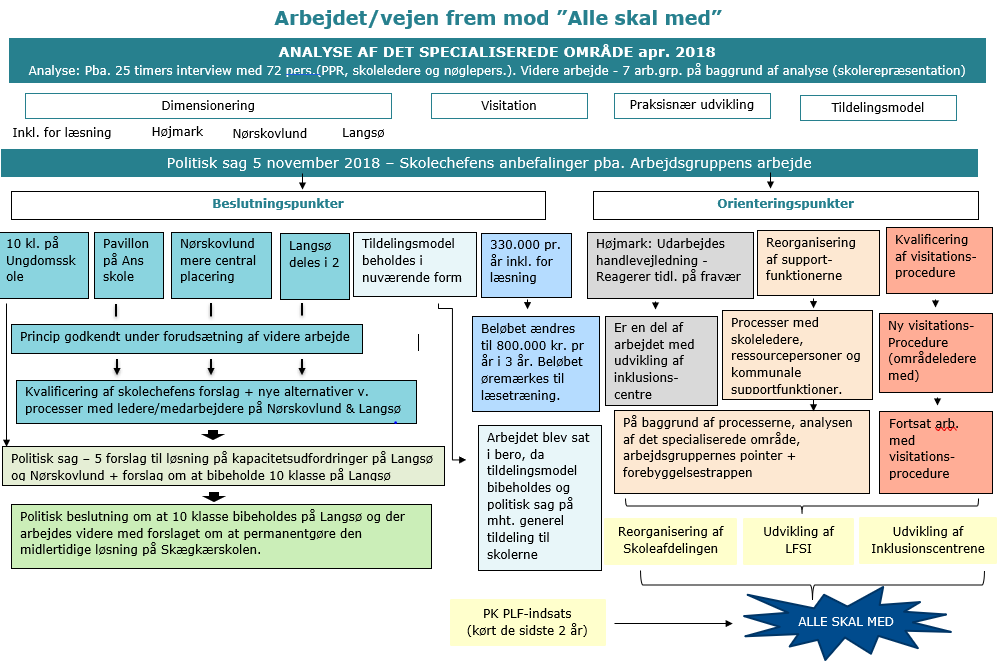 Arbejdet/vejen frem mod ”Alle skal med”
ANALYSE AF DET SPECIALISEREDE OMRÅDE apr. 2018
Analyse: Pba. 25 timers interview med 72 pers.(PPR, skoleledere og nøglepers.). Videre arbejde - 7 arb.grp. på baggrund af analyse (skolerepræsentation)
Dimensionering
Visitation
Praksisnær udvikling
Tildelingsmodel
Inkl. for læsning
Højmark
Nørskovlund
Langsø
Politisk sag 5 november 2018 – Skolechefens anbefalinger pba. Arbejdsgruppens arbejde
Beslutningspunkter
Orienteringspunkter
10 kl. på
Ungdomssk
ole
Pavillon
på Ans
skole
Nørskovlund
mere central
placering
Langsø
deles i 2
Tildelingsmodel
beholdes i
nuværende form
330.000 pr.
år inkl. for
læsning
Højmark: Udarbejdes
handlevejledning -
Reagerer tidl. på fravær
Reorganisering
af support-
funktionerne
Kvalificering
af visitations-
procedure
Princip godkendt under forudsætning af videre arbejde
Beløbet ændres
til 800.000 kr. pr
år i 3 år. Beløbet
øremærkes til
læsetræning.
Er en del af
arbejdet med
udvikling af
inklusions-
centre
Processer med
skoleledere,
ressourcepersoner og
kommunale
supportfunktioner.
Ny visitations-
Procedure
(områdeledere
med)
Kvalificering af skolechefens forslag + nye alternativer v.
processer med ledere/medarbejdere på Nørskovlund & Langsø
På baggrund af processerne, analysen
af det specialiserede område,
arbejdsgruppernes pointer +
forebyggelsestrappen
Fortsat arb.
med
visitations-
procedure
Politisk sag – 5 forslag til løsning på kapacitetsudfordringer på Langsø
og Nørskovlund + forslag om at bibeholde 10 klasse på Langsø
Arbejdet blev sat
i bero, da
tildelingsmodel
bibeholdes og
politisk sag på
mht. generel
tildeling til
skolerne
Politisk beslutning om at 10 klasse bibeholdes på Langsø og der
arbejdes videre med forslaget om at permanentgøre den
midlertidige løsning på Skægkærskolen.
Reorganisering af
Skoleafdelingen
Udvikling af
LFSI
Udvikling af
Inklusionscentrene
PK PLF-indsats
(kørt de sidste 2 år)
ALLE SKAL MED